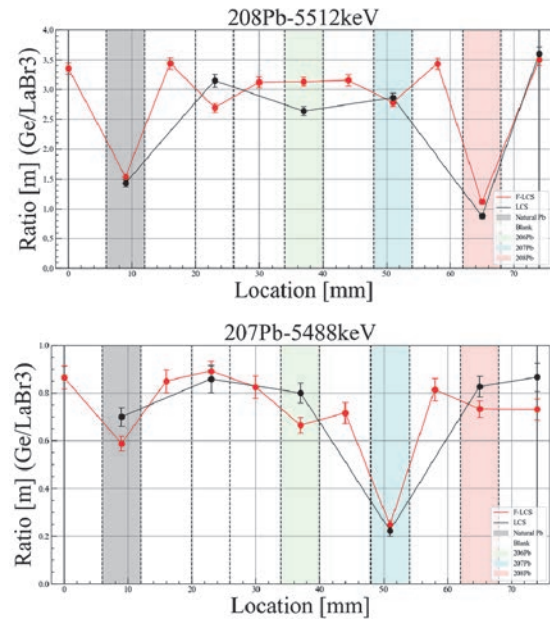 208Pb-5512keV
Ratio [m] (Ge/LaBr3)
4.0
3.5
3.0
2.5
2.0
1.5
1.0
0.5
0.0
F-LCS
LCS
Natural Pb
Blank
206Pb
207Pb
208Pb
0 10 20 30 40 50 60 70
Location [mm]
207Pb-5488keV
Ratio [m] (Ge/LaBr3)
1.0
0.8
0.6
0.4
0.2
0.0
F-LCS
LCS
Natural Pb
Blank
206Pb
207Pb
208Pb
0 10 20 30 40 50 60 70
Location [mm]